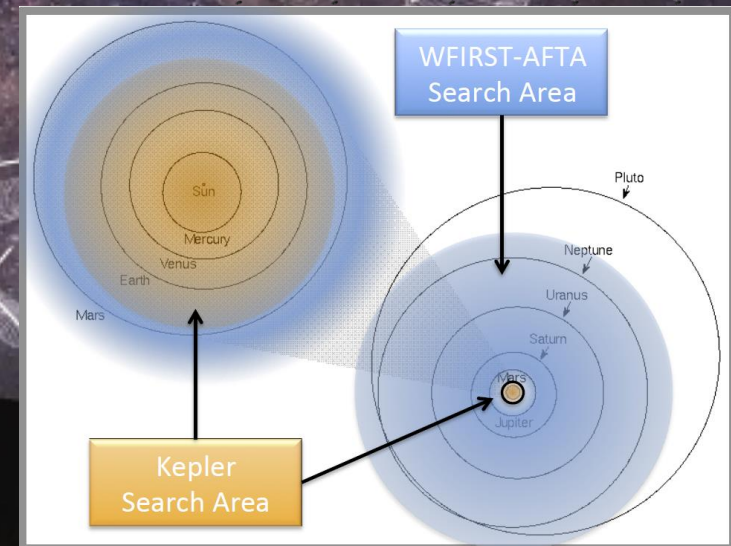 WFIRST-AFTA
Search Area
Sun
Mercury
Venus
Earth
Mars
Pluto
Neptune
Uranus
Saturn
Mars
Jupiter
Kepler
Search Area